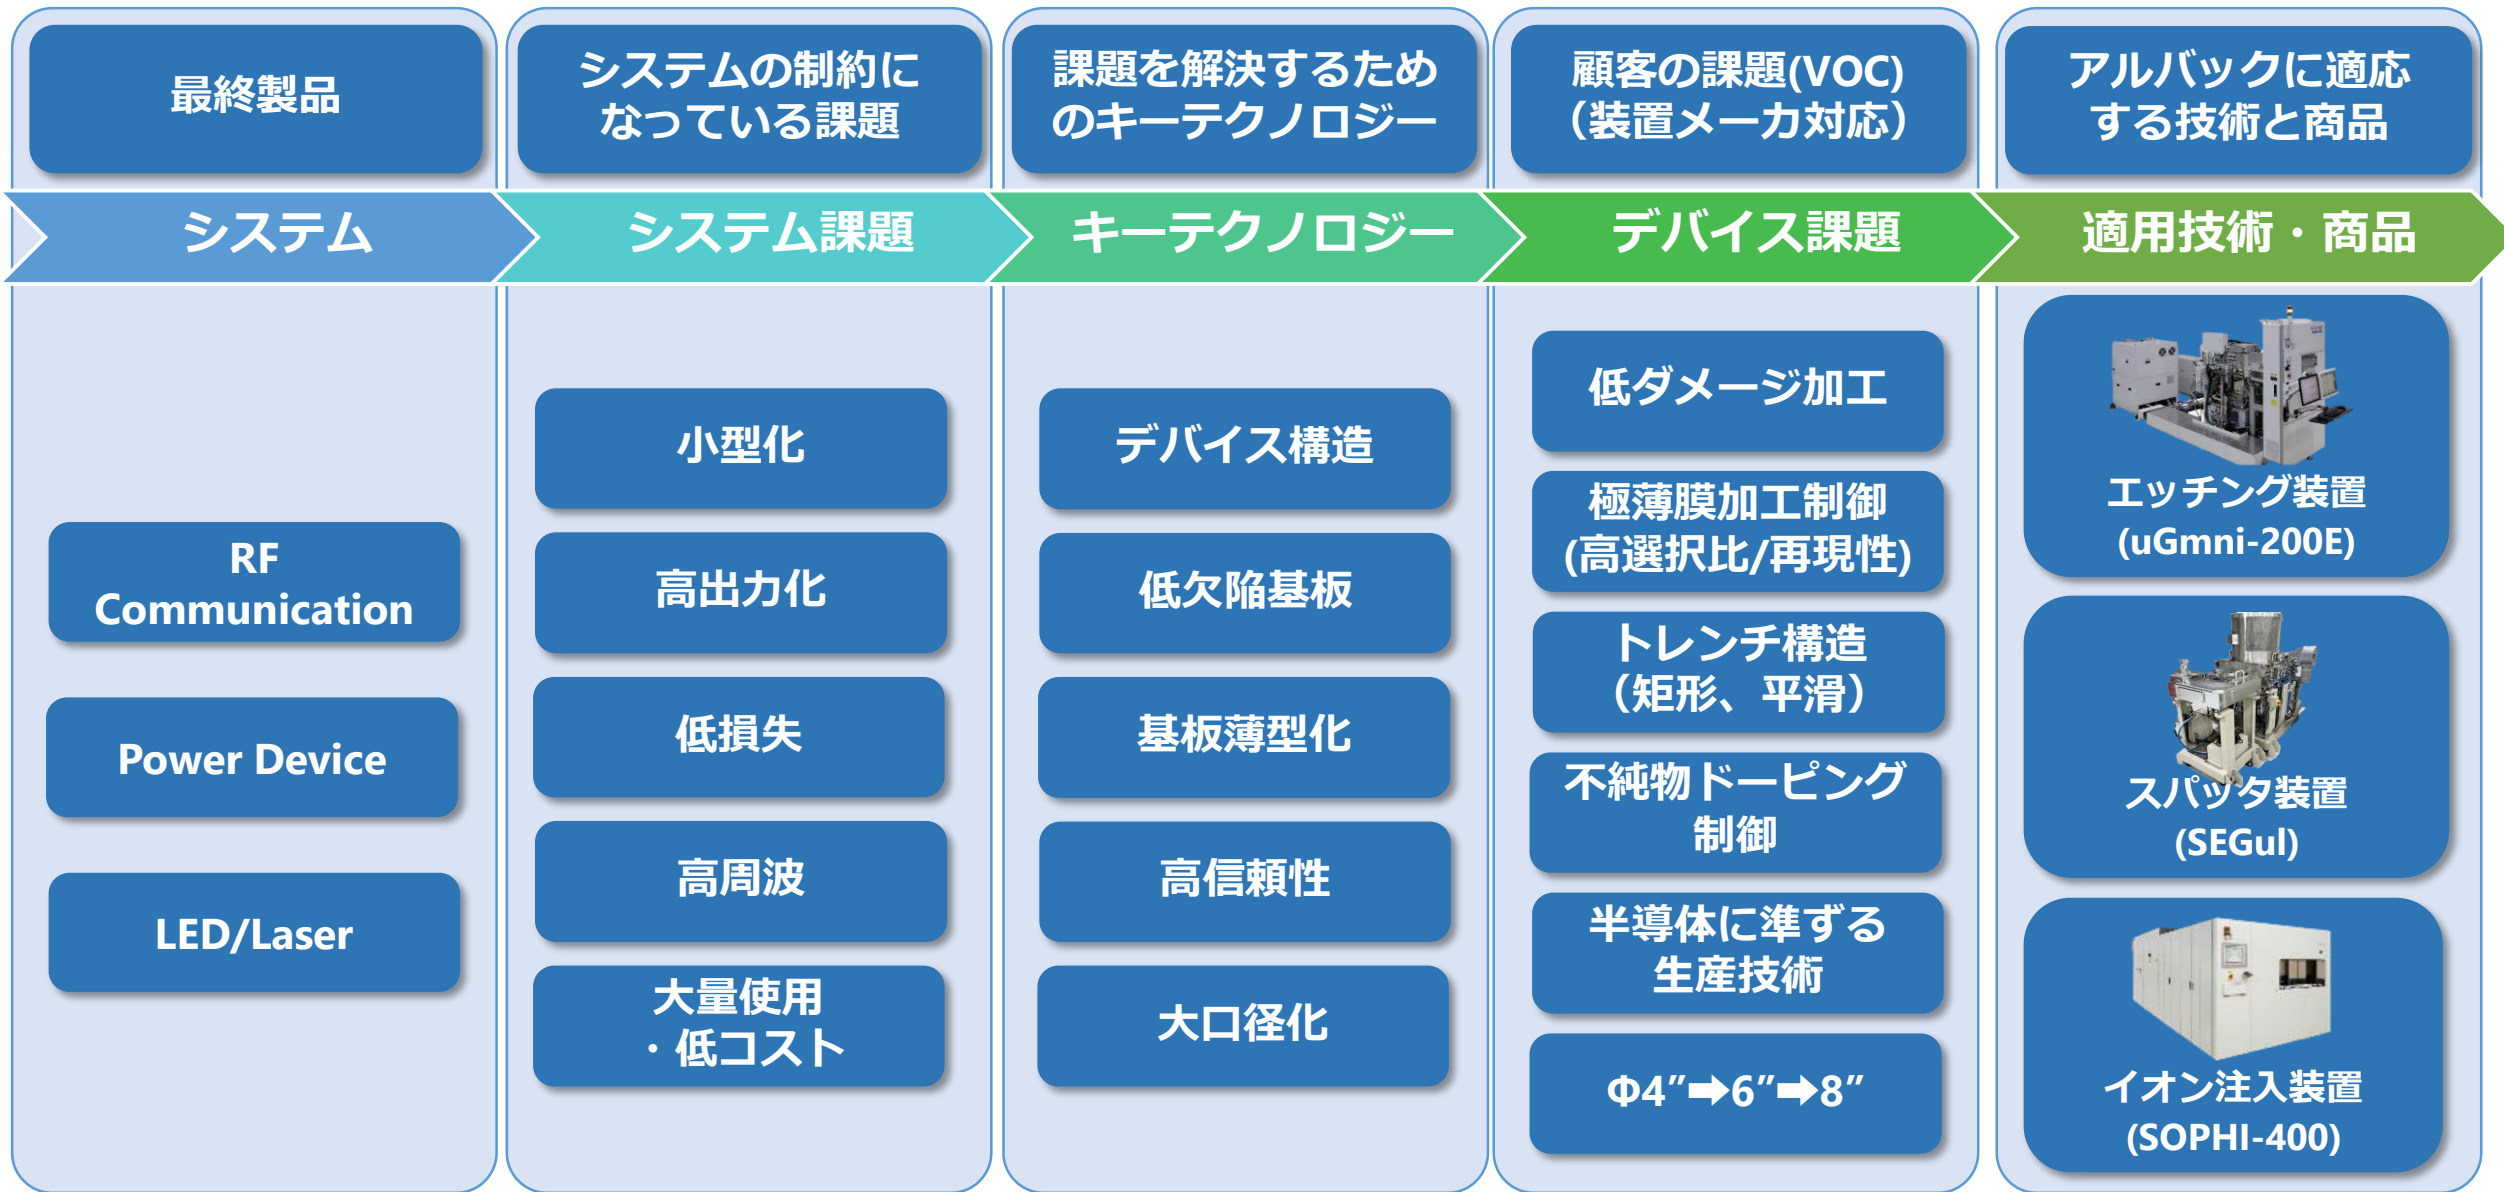 最終製品
システムの制約に
なっている課題
課題を解決するため
のキーテクノロジー
顧客の課題(VOC)
（装置メーカ対応）
アルバックに適応
する技術と商品
システム
システム課題
キーテクノロジー
デバイス課題
適用技術・商品
RF
Communication
Power Device
LED/Laser
小型化
高出力化
低損失
高周波
大量使用
・低コスト
デバイス構造
低欠陥基板
基板薄型化
高信頼性
大口径化
低ダメージ加工
極薄膜加工制御
(高選択比/再現性)
トレンチ構造
（矩形、平滑）
不純物ドーピング
制御
半導体に準ずる
生産技術
Φ4″➡6″➡8″
エッチング装置
(uGmni-200E)
スパッタ装置
(SEGul)
イオン注入装置
(SOPHI-400)